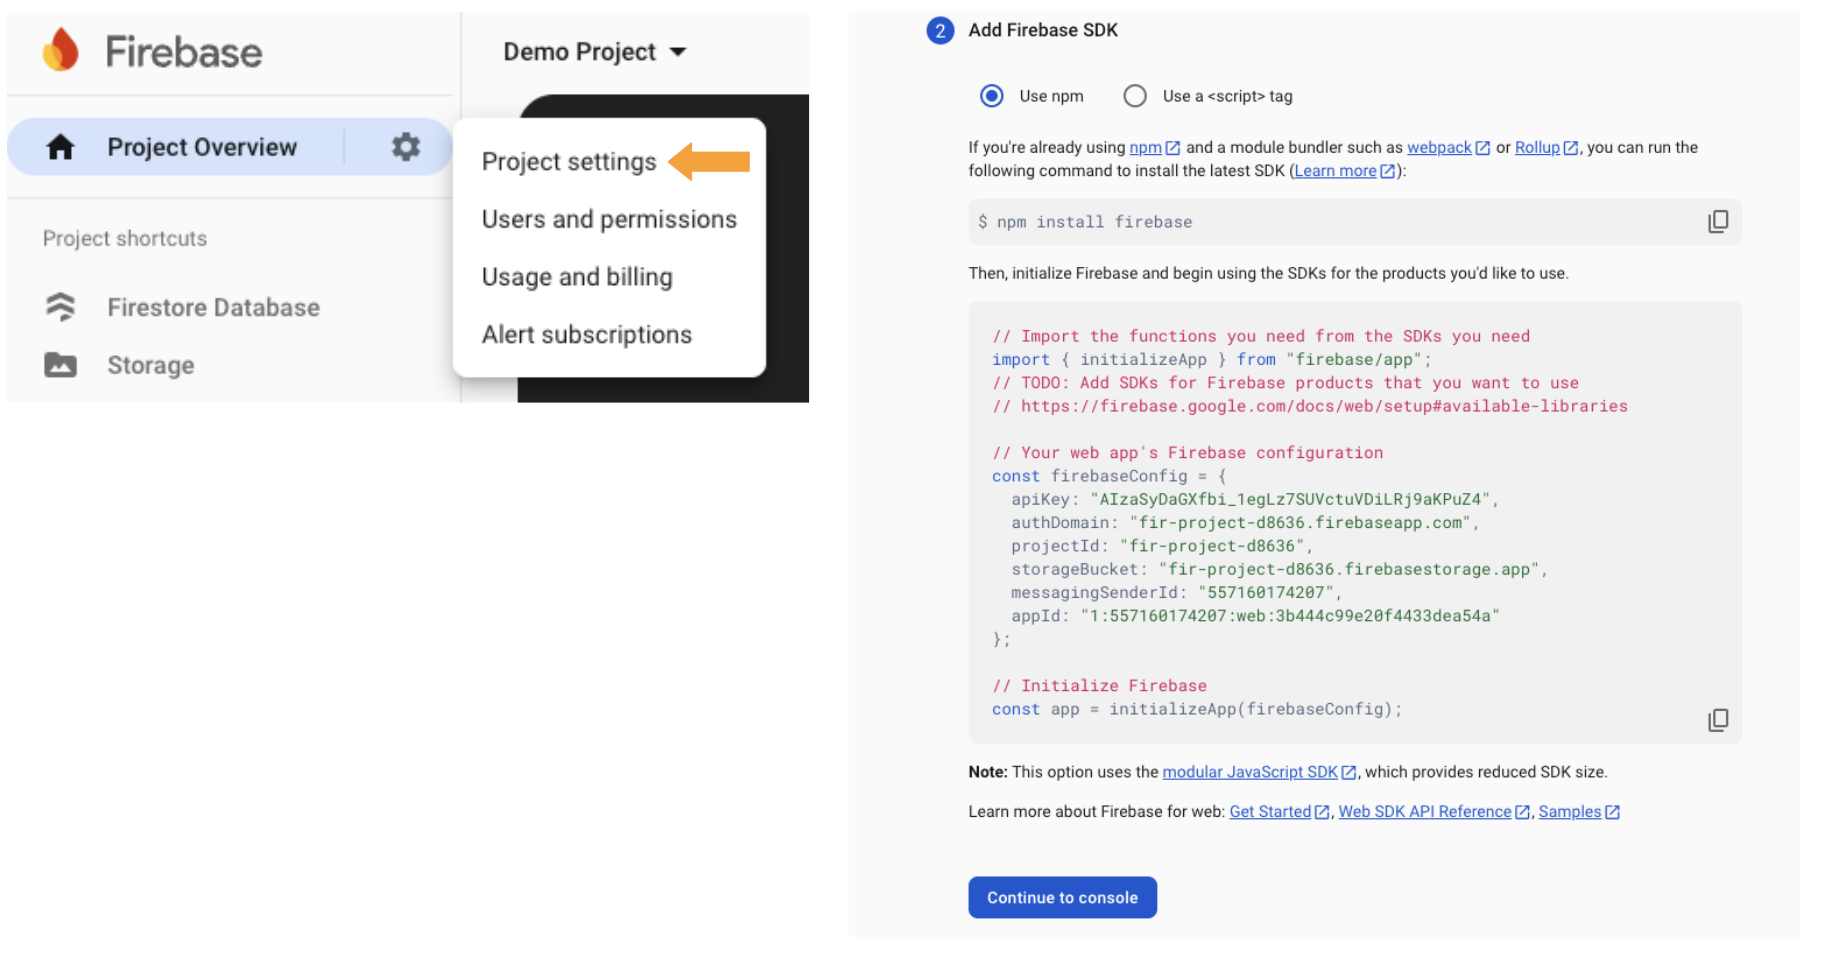 Firebase
Demo Project
Project Overview
Project settings
Users and permissions
Usage and billing
Alert subscriptions
Project shortcuts
Firestore Database
Storage
2 Add Firebase SDK
Use npm Use a <script> tag
If you're already using npm and a module bundler such as webpack or Rollup, you can run the
following command to install the latest SDK (Learn more):
$ npm install firebase
Then, initialize Firebase and begin using the SDKs for the products you'd like to use.
// Import the functions you need from the SDKs you need
import { initializeApp } from "firebase/app";
// TODO: Add SDKs for Firebase products that you want to use
// https://firebase.google.com/docs/web/setup#available-libraries
// Your web app's Firebase configuration
const firebaseConfig = {
apiKey: "AIzaSyDaGXfbi_1egLz7SUVctuVDiLRj9aKPuZ4",
authDomain: "fir-project-d8636.firebaseapp.com",
projectId: "fir-project-d8636",
storageBucket: "fir-project-d8636.firebasestorage.app",
messagingSenderId: "557160174207",
appId: "1:557160174207:web:3b444c99e20f4433dea54a"
};
// Initialize Firebase
const app = initializeApp(firebaseConfig);
Note: This option uses the modular JavaScript SDK, which provides reduced SDK size.
Learn more about Firebase for web: Get Started, Web SDK API Reference, Samples
Continue to console